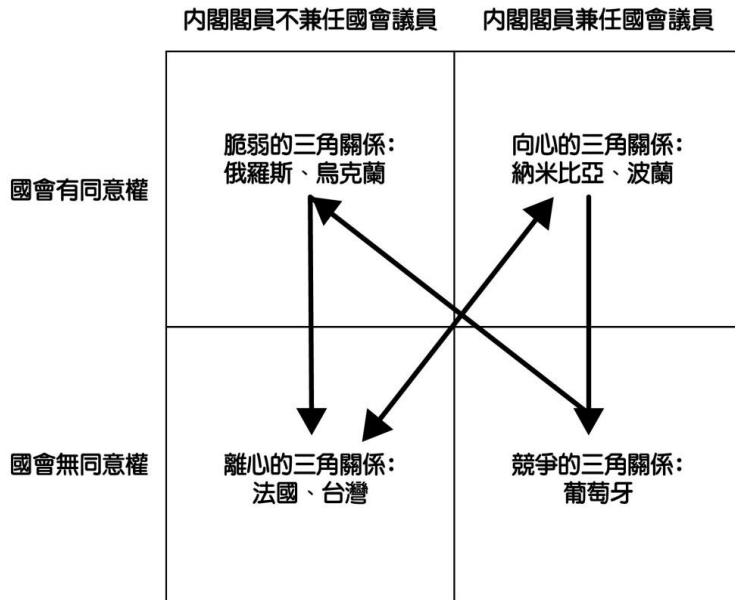 內閣閣員不兼任國會議員
內閣閣員兼任國會議員
國會有同意權
脆弱的三角關係：
俄羅斯、烏克蘭
向心的三角關係：
納米比亞、波蘭
國會無同意權
離心的三角關係：
法國、台灣
競爭的三角關係：
葡萄牙